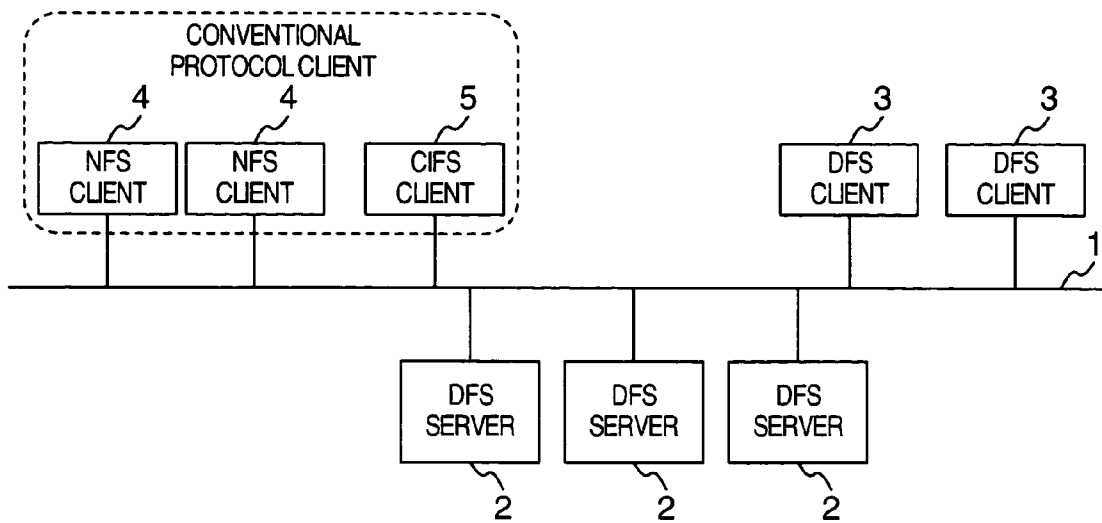 CONVENTIONAL
PROTOCOL CLIENT
4
4
5
3
3
NFS
CLIENT
NFS
CLIENT
CIFS
CLIENT
DFS
CLIENT
DFS
CLIENT
1
DFS
SERVER
DFS
SERVER
DFS
SERVER
2
2
2